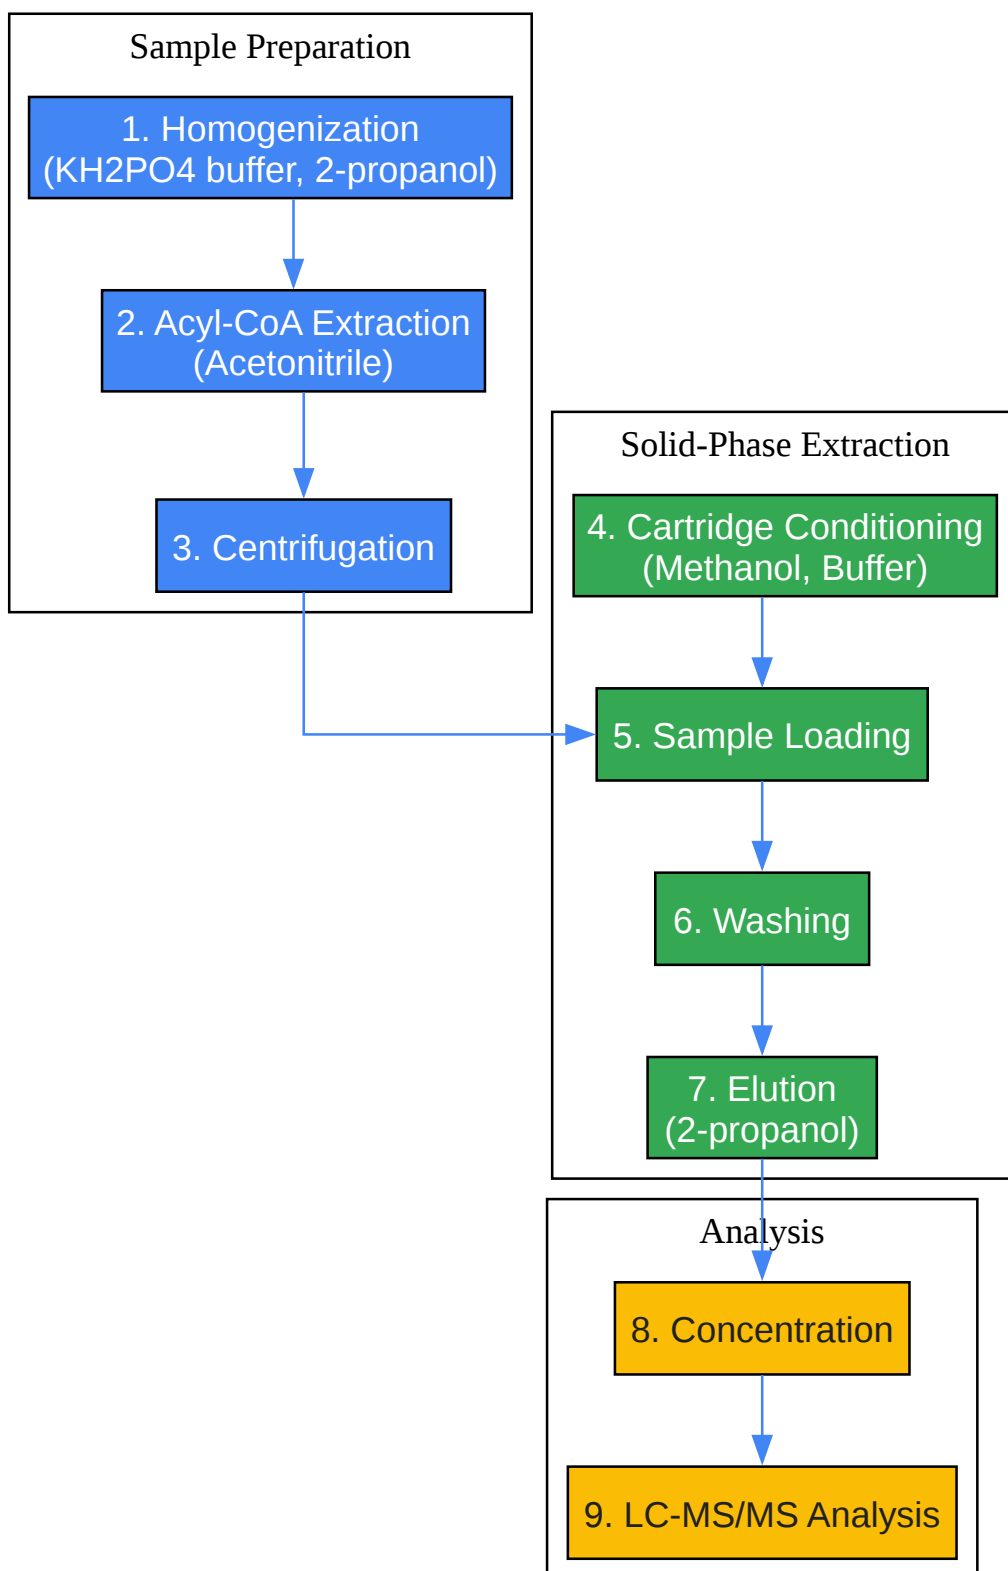 Sample Preparation
1. Homogenization
(KH2PO4 buffer, 2-propanol)
2. Acyl-CoA Extraction
(Acetonitrile)
3. Centrifugation
Solid-Phase Extraction
4. Cartridge Conditioning
(Methanol, Buffer)
5. Sample Loading
6. Washing
7. Elution
(2-propanol)
Analysis
8. Concentration
9. LC-MS/MS Analysis